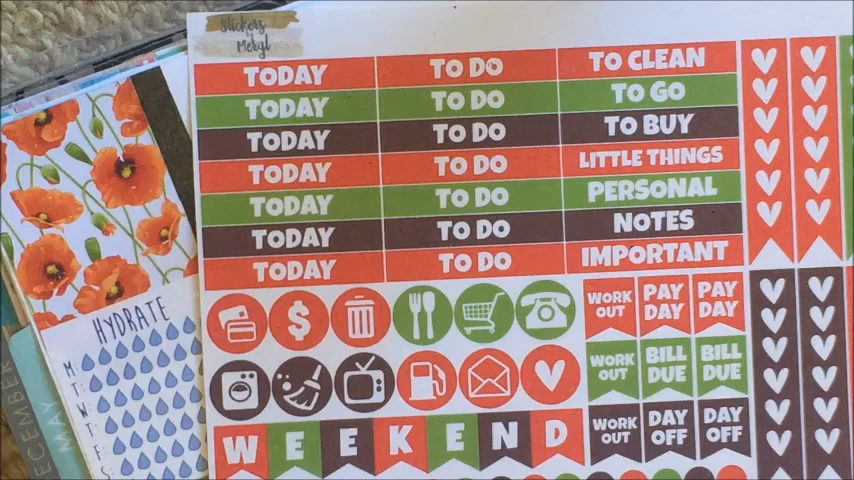 Stickers
by
Meryl
TODAY TO DO TO CLEAN
TODAY TO DO TO GO
TODAY TO DO TO BUY
TODAY TO DO LITTLE THINGS
TODAY TO DO PERSONAL
TODAY TO DO NOTES
TODAY TO DO IMPORTANT
WORK OUT PAY DAY PAY DAY
WORK OUT BILL DUE BILL DUE
WORK OUT DAY OFF DAY OFF
$
WEEKEND
HYDRATE
M:
T:
W:
T:
F:
S:
MAY